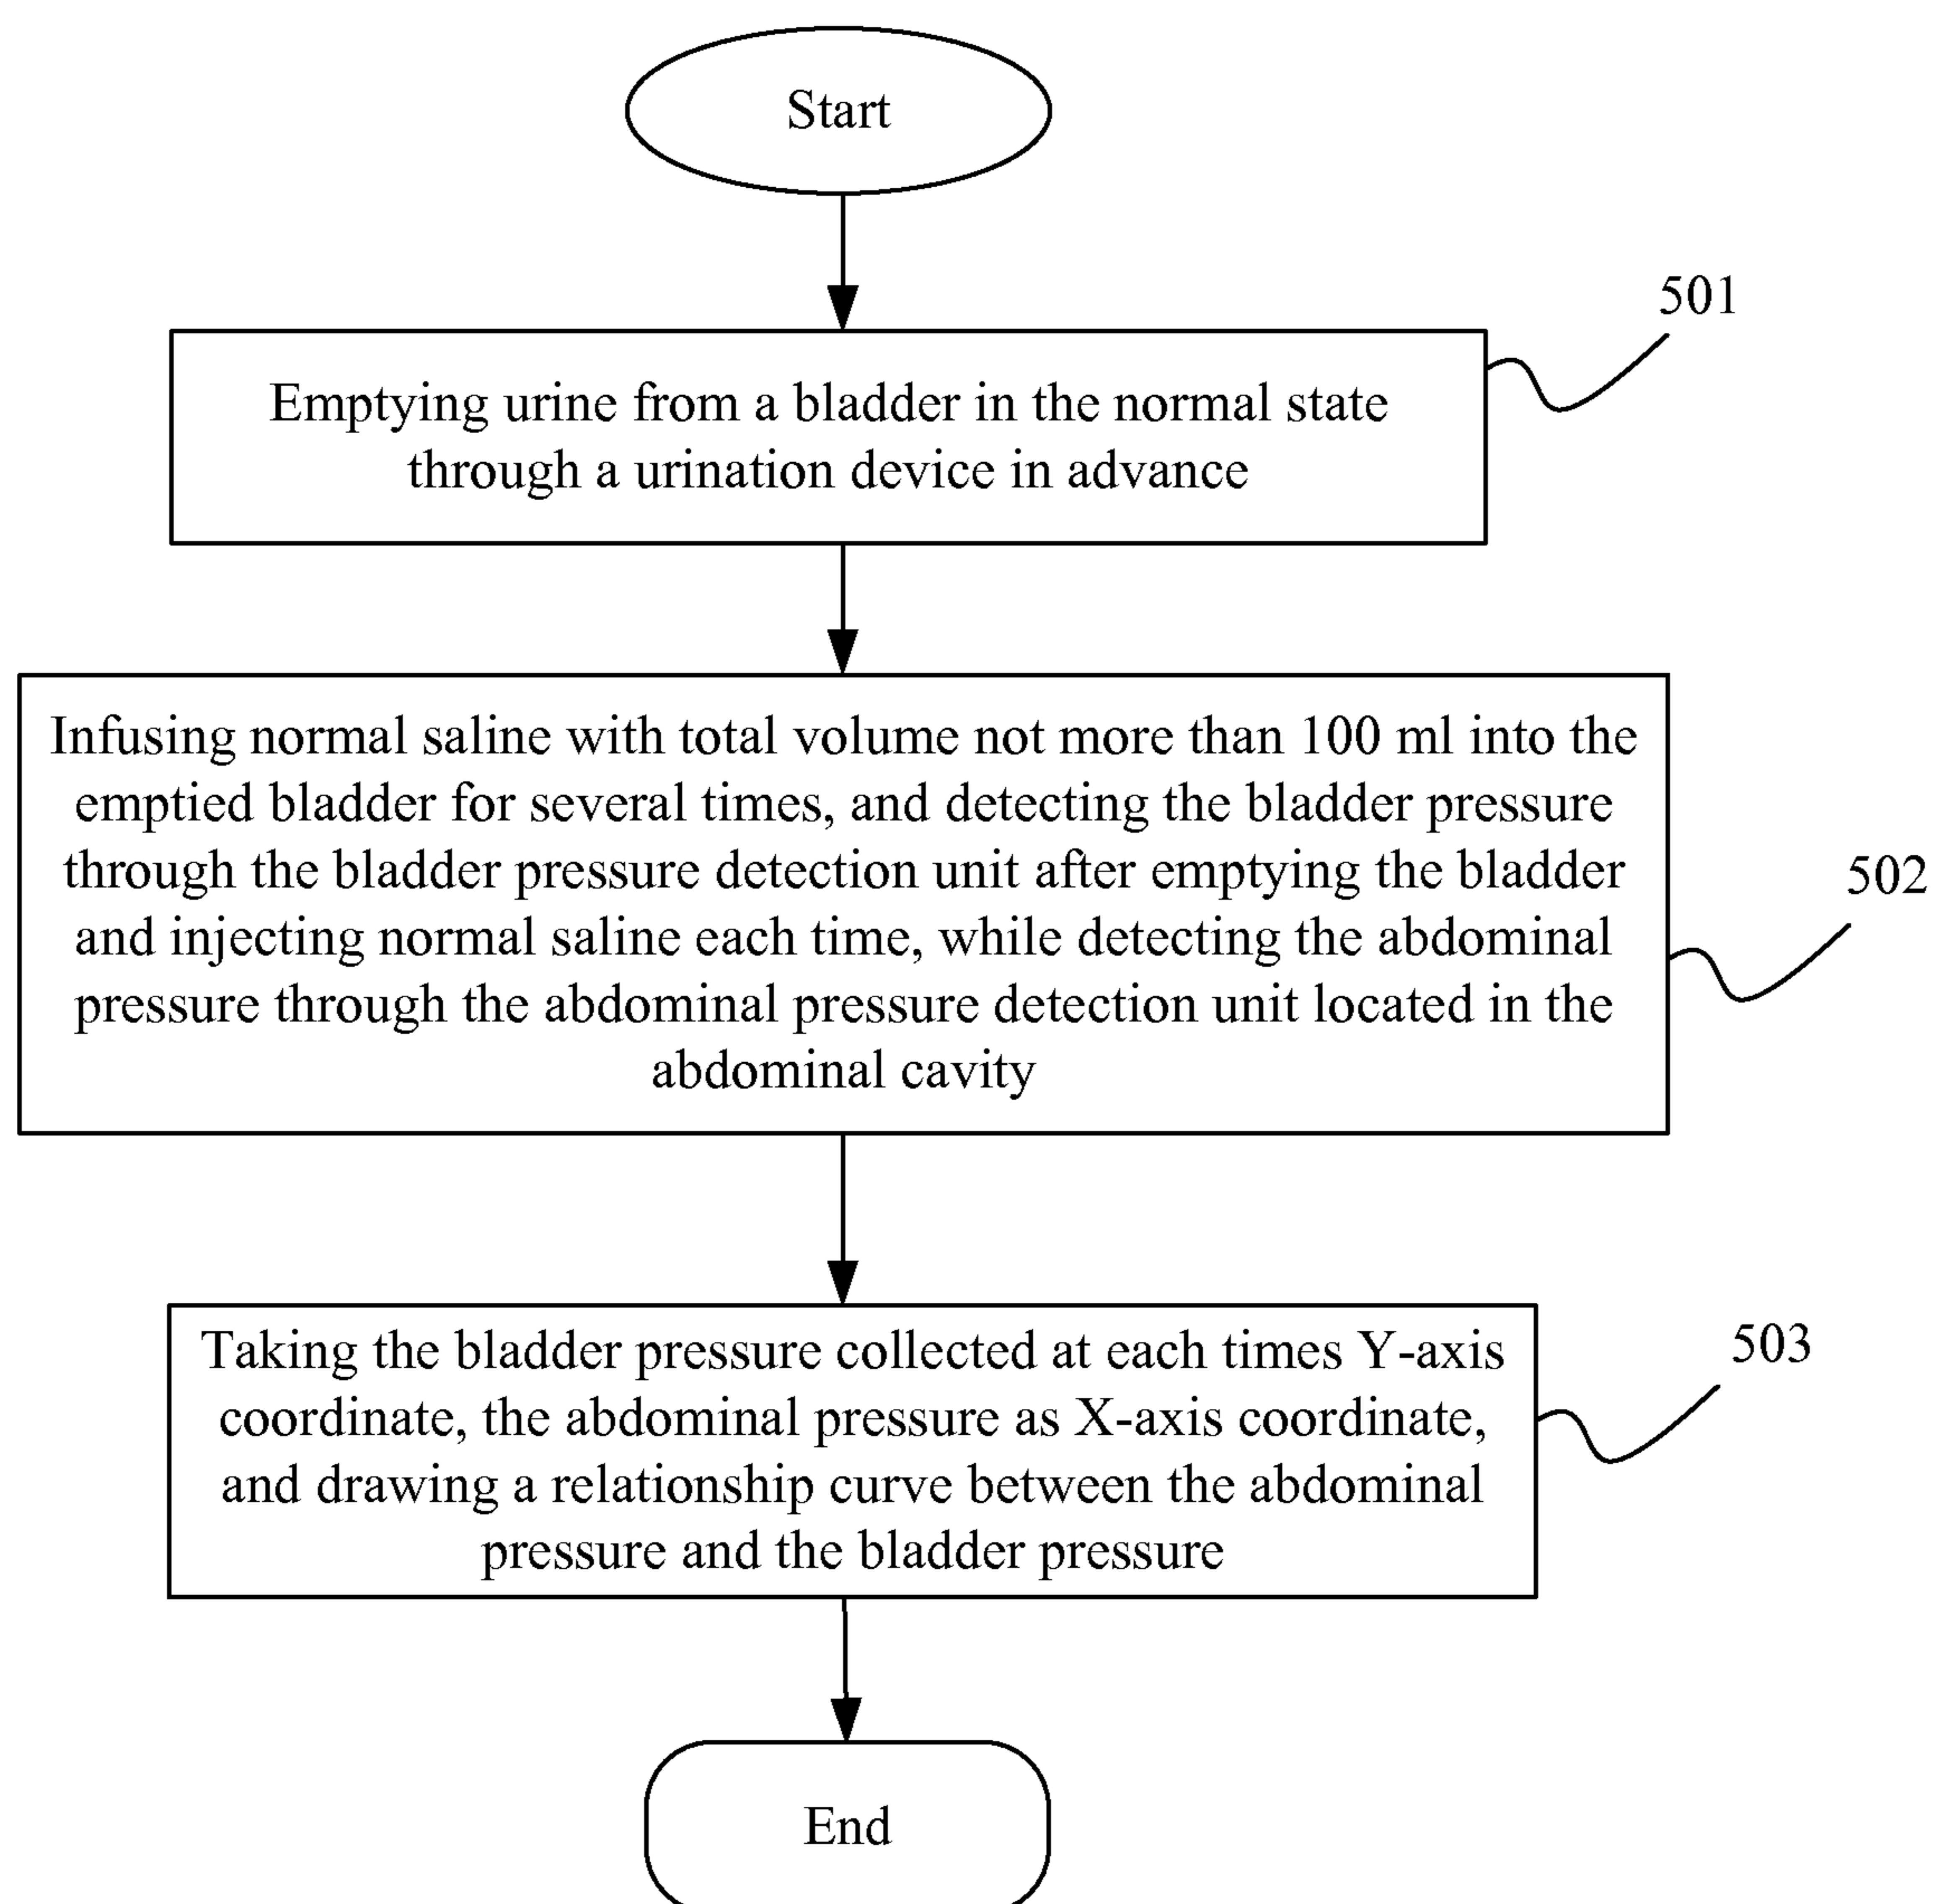 Start
501
Emptying urine from a bladder in the normal state
through a urination device in advance
Infusing normal saline with total volume not more than 100 ml into the
emptied bladder for several times, and detecting the bladder pressure
through the bladder pressure detection unit after emptying the bladder
and injecting normal saline each time, while detecting the abdominal
pressure through the abdominal pressure detection unit located in the
abdominal cavity
502
Taking the bladder pressure collected at each times Y-axis
coordinate, the abdominal pressure as X-axis coordinate,
and drawing a relationship curve between the abdominal
pressure and the bladder pressure
503
End